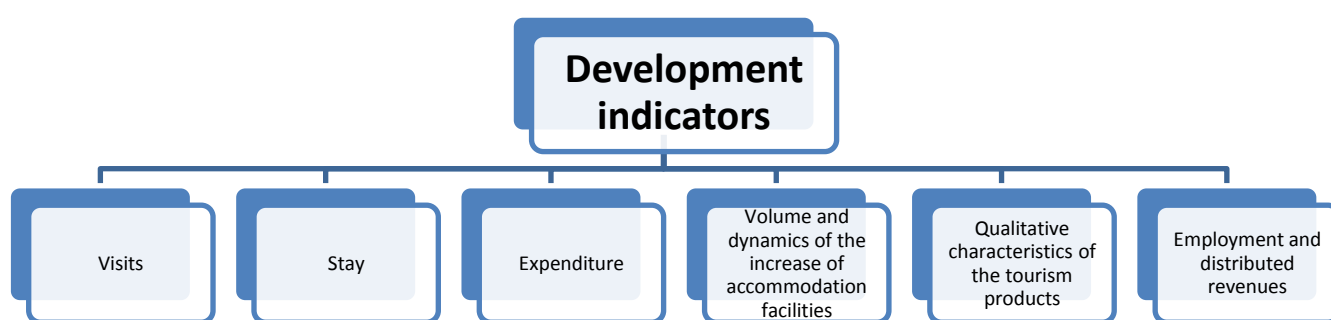 Development
indicators
Visits
Stay
Expenditure
Volume and
dynamics of the
increase of
accommodation
facilities
Qualitative
characteristics of
the tourism
products
Employment and
distributed
revenues